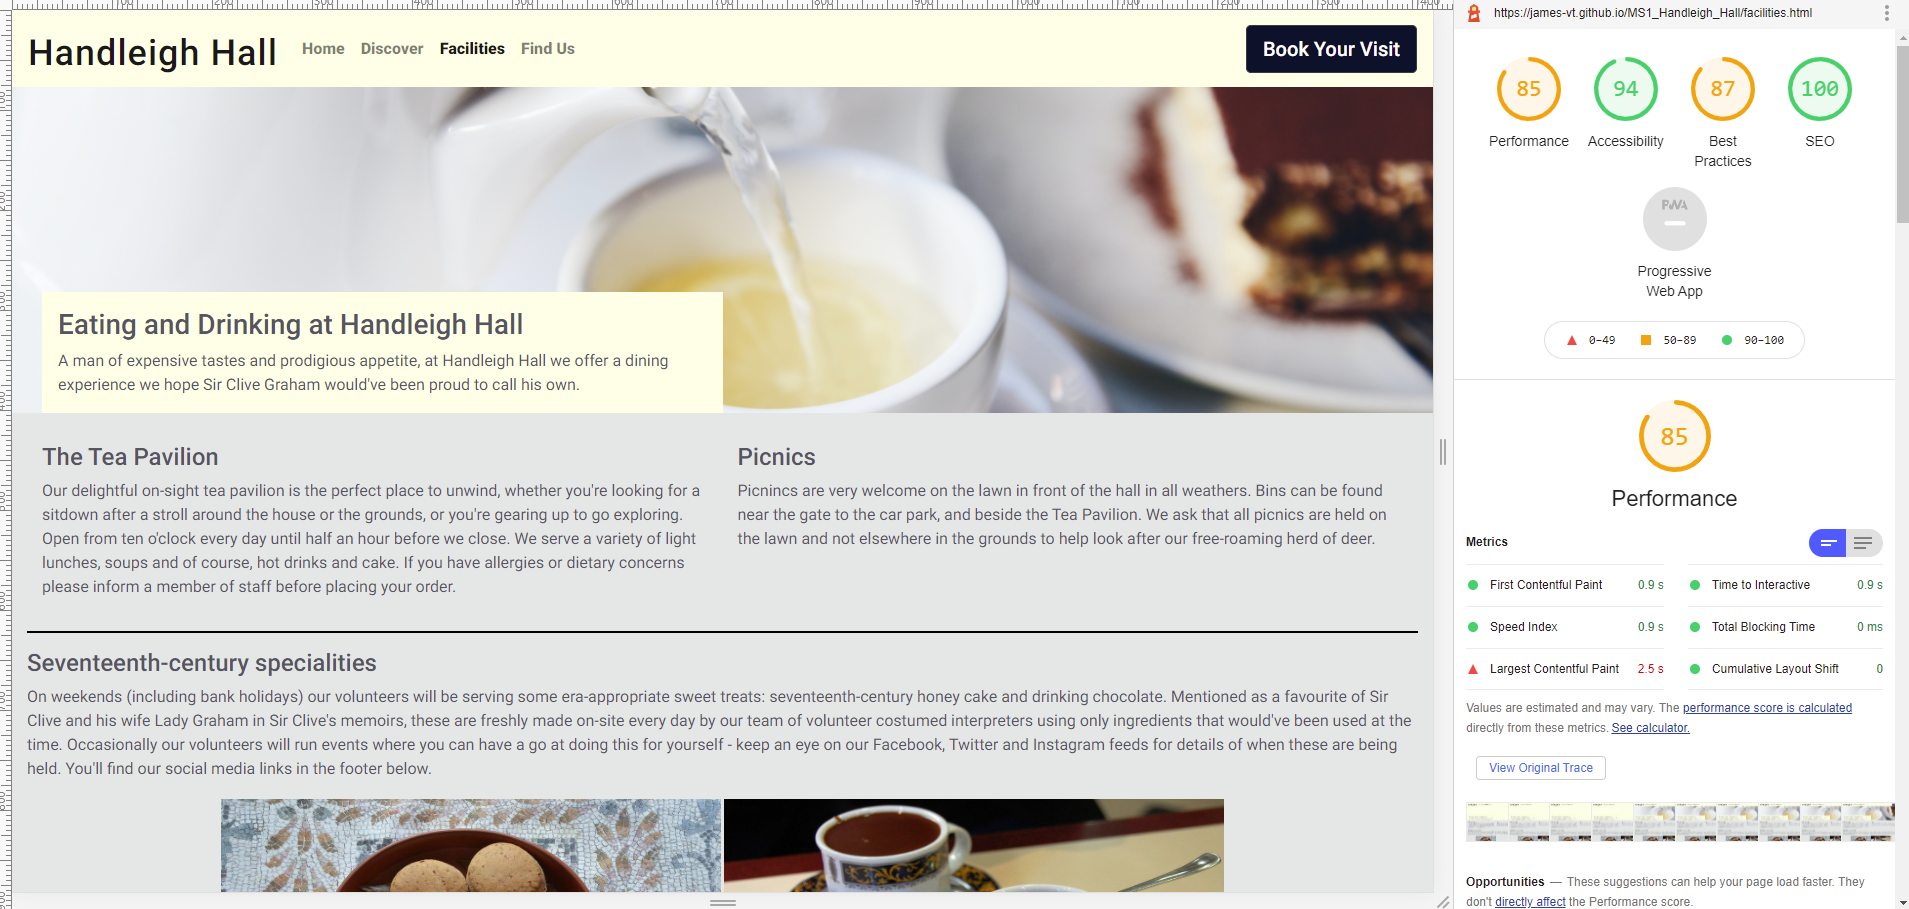 Handleigh Hall
Home Discover Facilities Find Us
Book Your Visit
Eating and Drinking at Handleigh Hall
A man of expensive tastes and prodigious appetite, at Handleigh Hall we offer a dining
experience we hope Sir Clive Graham would've been proud to call his own.
The Tea Pavilion
Our delightful on-sight tea pavilion is the perfect place to unwind, whether you're looking for a
sitdown after a stroll around the house or the grounds, or you're gearing up to go exploring.
Open from ten o'clock every day until half an hour before we close. We serve a variety of light
lunches, soups and of course, hot drinks and cake. If you have allergies or dietary concerns
please inform a member of staff before placing your order.
Picnics
Picnincs are very welcome on the lawn in front of the hall in all weathers. Bins can be found
near the gate to the car park, and beside the Tea Pavilion. We ask that all picnics are held on
the lawn and not elsewhere in the grounds to help look after our free-roaming herd of deer.
Seventeenth-century specialities
On weekends (including bank holidays) our volunteers will be serving some era-appropriate sweet treats: seventeenth-century honey cake and drinking chocolate. Mentioned as a favourite of Sir
Clive and his wife Lady Graham in Sir Clive's memoirs, these are freshly made on-site every day by our team of volunteer costumed interpreters using only ingredients that would've been used at the
time. Occasionally our volunteers will run events where you can have a go at doing this for yourself - keep an eye on our Facebook, Twitter and Instagram feeds for details of when these are being
held. You'll find our social media links in the footer below.
https://james-vt.github.io/MS1_Handleigh_Hall/facilities.html
85 94 87 100
Performance Accessibility Best Practices SEO
PWA
Progressive
Web App
0–49 50–89 90–100
85
Performance
Metrics
First Contentful Paint 0.9 s
Time to Interactive 0.9 s
Speed Index 0.9 s
Total Blocking Time 0 ms
Largest Contentful Paint 2.5 s
Cumulative Layout Shift 0
Values are estimated and may vary. The performance score is calculated
directly from these metrics. See calculator.
View Original Trace
Opportunities — These suggestions can help your page load faster. They
don't directly affect the Performance score.